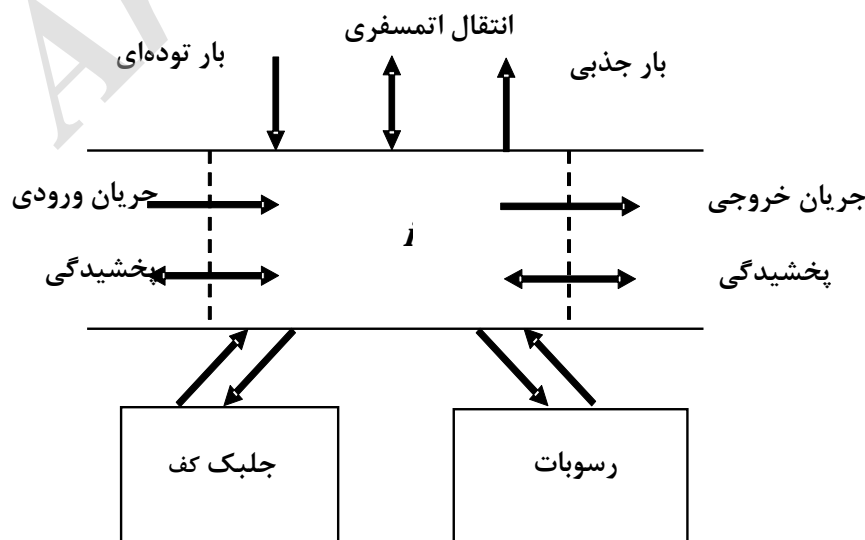 انتقال اتمسفری
بار جذبی
بار توده‌ای
جریان خروجی
جریان ورودی
i
پخشیدگی
پخشیدگی
رسوبات
جلبک کف